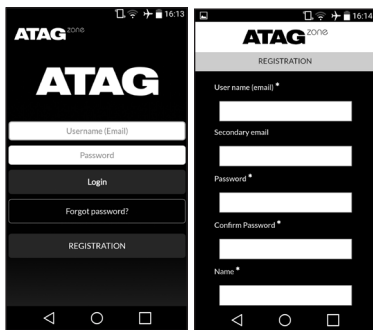 16:13
ATAG zone
ATAG
Username (Email)
Password
Login
Forgot password?
REGISTRATION
16:14
ATAG zone
REGISTRATION
User name (email) *
Secondary email
Password *
Confirm Password *
Name *